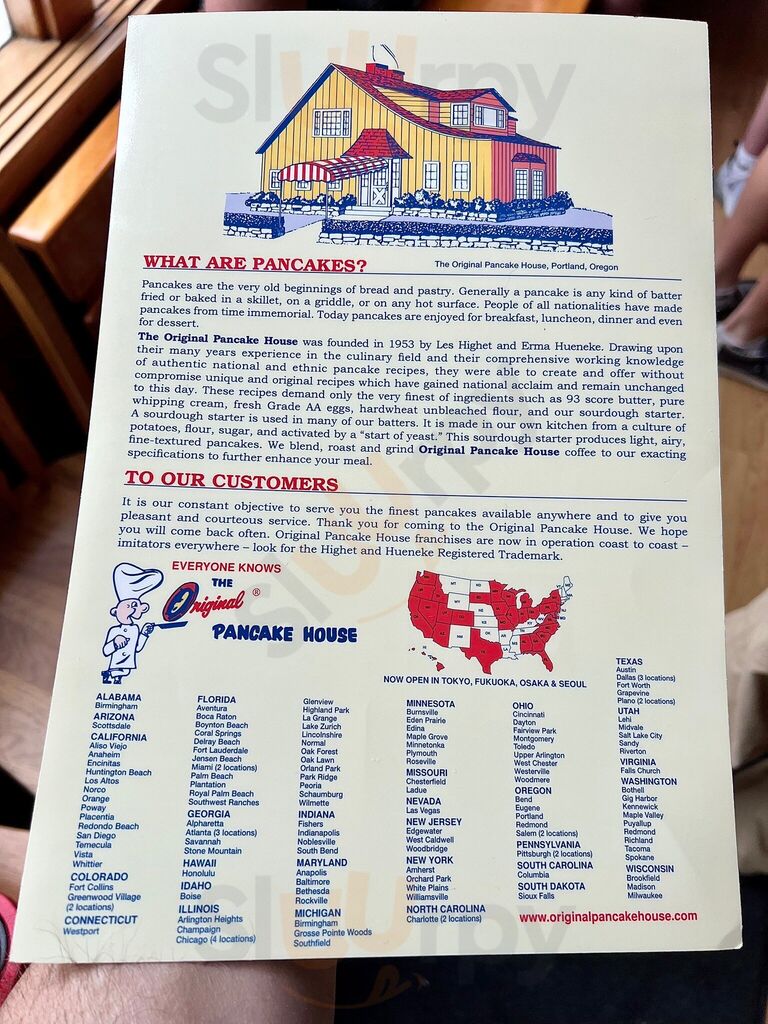 The Original Pancake House, Portland, Oregon
WHAT ARE PANCAKES?
Pancakes are the very old beginnings of bread and pastry. Generally a pancake is any kind of batter
fried or baked in a skillet, on a griddle, or on any hot surface. People of all nationalities have made
pancakes from time immemorial. Today pancakes are enjoyed for breakfast, luncheon, dinner and even
for dessert.
The Original Pancake House was founded in 1953 by Les Highet and Erma Hueneke. Drawing upon
their many years experience in the culinary field and their comprehensive working knowledge
of authentic national and ethnic pancake recipes, they were able to create and offer without
compromise unique and original recipes which have gained national acclaim and remain unchanged
to this day. These recipes demand only the very finest of ingredients such as 93 score butter, pure
whipping cream, fresh Grade AA eggs, hardwheat unbleached flour, and our sourdough starter.
A sourdough starter is used in many of our batters. It is made in our own kitchen from a culture of
potatoes, flour, sugar, and activated by a "start of yeast." This sourdough starter produces light, airy,
fine-textured pancakes. We blend, roast and grind Original Pancake House coffee to our exacting
specifications to further enhance your meal.
TO OUR CUSTOMERS
It is our constant objective to serve you the finest pancakes available anywhere and to give you
pleasant and courteous service. Thank you for coming to the Original Pancake House. We hope
you will come back often. Original Pancake House franchises are now in operation coast to coast –
imitators everywhere – look for the Highet and Hueneke Registered Trademark.
EVERYONE KNOWS
THE
Original ®
PANCAKE HOUSE
NOW OPEN IN TOKYO, FUKUOKA, OSAKA & SEOUL
ALABAMA
Birmingham
ARIZONA
Scottsdale
CALIFORNIA
Aliso Viejo
Anaheim
Encinitas
Huntington Beach
Los Altos
Norco
Orange
Poway
Placentia
Redondo Beach
San Diego
Temecula
Vista
Whittier
COLORADO
Fort Collins
Greenwood Village
(2 locations)
CONNECTICUT
Westport
FLORIDA
Aventura
Boca Raton
Boynton Beach
Coral Springs
Delray Beach
Fort Lauderdale
Jensen Beach
Miami (2 locations)
Palm Beach
Plantation
Royal Palm Beach
Southwest Ranches
GEORGIA
Alpharetta
Atlanta (3 locations)
Savannah
Stone Mountain
HAWAII
Honolulu
IDAHO
Boise
ILLINOIS
Arlington Heights
Champaign
Chicago (4 locations)
Glenview
Highland Park
La Grange
Lake Zurich
Lincolnshire
Normal
Oak Forest
Oak Lawn
Orland Park
Park Ridge
Peoria
Schaumburg
Wilmette
INDIANA
Fishers
Indianapolis
Noblesville
South Bend
MARYLAND
Anapolis
Baltimore
Bethesda
Rockville
MICHIGAN
Birmingham
Grosse Pointe Woods
Southfield
MINNESOTA
Burnsville
Eden Prairie
Edina
Maple Grove
Minnetonka
Plymouth
Roseville
MISSOURI
Chesterfield
Ladue
NEVADA
Las Vegas
NEW JERSEY
Edgewater
West Caldwell
Woodbridge
NEW YORK
Amherst
Orchard Park
White Plains
Williamsville
NORTH CAROLINA
Charlotte (2 locations)
OHIO
Cincinnati
Dayton
Fairview Park
Montgomery
Toledo
Upper Arlington
West Chester
Westerville
Woodmere
OREGON
Bend
Eugene
Portland
Redmond
Salem (2 locations)
PENNSYLVANIA
Pittsburgh (2 locations)
SOUTH CAROLINA
Columbia
SOUTH DAKOTA
Sioux Falls
TEXAS
Austin
Dallas (3 locations)
Fort Worth
Grapevine
Plano (2 locations)
UTAH
Lehi
Midvale
Salt Lake City
Sandy
Riverton
VIRGINIA
Falls Church
WASHINGTON
Bothell
Gig Harbor
Kennewick
Maple Valley
Puyallup
Redmond
Richland
Tacoma
Spokane
WISCONSIN
Brookfield
Madison
Milwaukee
www.originalpancakehouse.com
Slurrpy